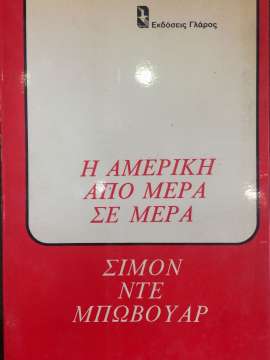 Εκδόσεις Γλάρος
Η ΑΜΕΡΙΚΗ
ΑΠΟ ΜΕΡΑ
ΣΕ ΜΕΡΑ
ΣΙΜΟΝ
ΝΤΕ
ΜΠΩΒΟΥΑΡ